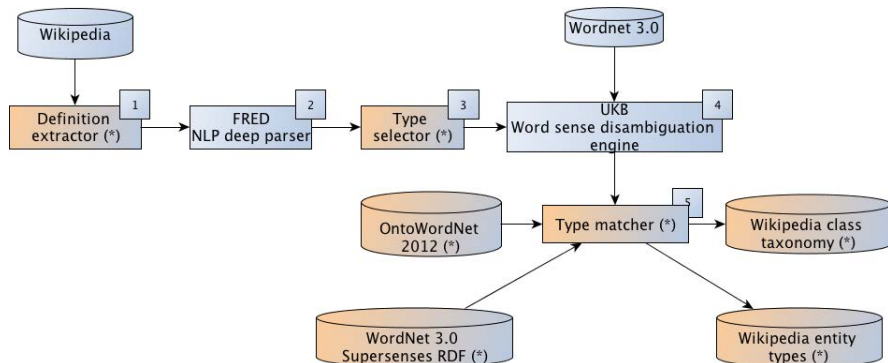 Wikipedia
Wordnet 3.0
1
Definition
extractor (*)
2
FRED
NLP deep parser
3
Type
selector (*)
4
UKB
Word sense disambiguation
engine
OntoWordNet
2012 (*)
5
Type matcher (*)
Wikipedia class
taxonomy (*)
WordNet 3.0
Supersenses RDF (*)
Wikipedia entity
types (*)